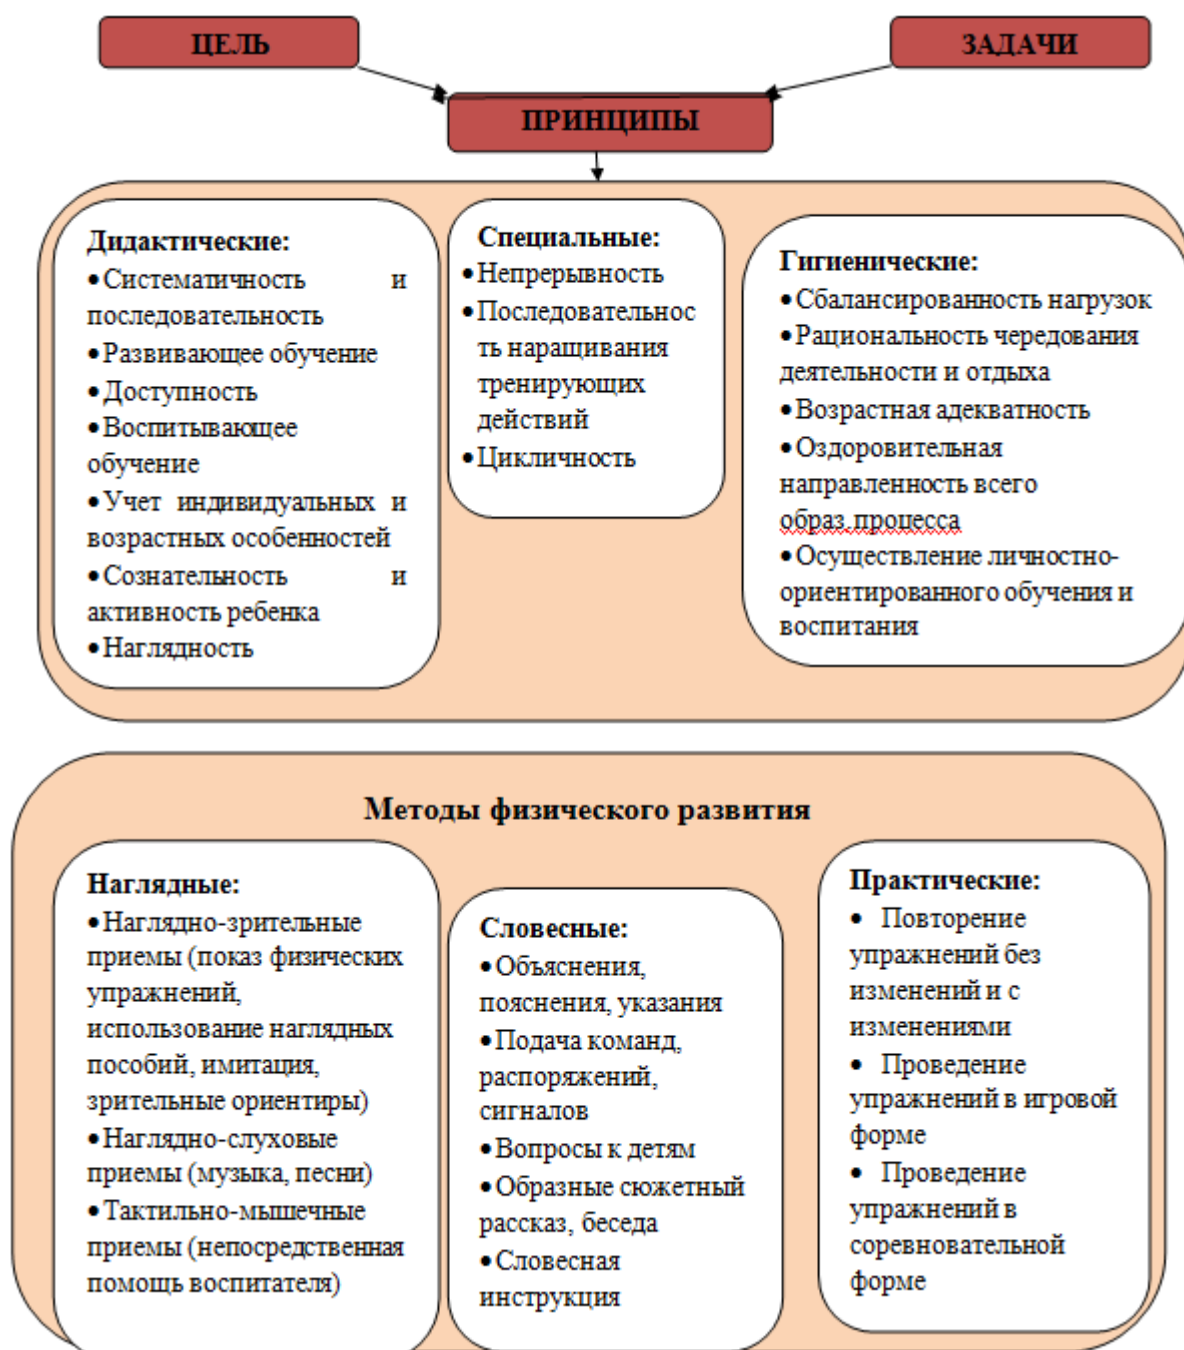 ЦЕЛЬ
ЗАДАЧИ
ПРИНЦИПЫ
Дидактические:
•Систематичность и
последовательность
•Развивающее обучение
•Доступность
•Воспитывающее
обучение
•Учет индивидуальных и
возрастных особенностей
•Сознательность и
активность ребенка
•Наглядность
Специальные:
•Непрерывность
•Последовательнос
ть наращивания
тренирующих
действий
•Цикличность
Гигиенические:
•Сбалансированность нагрузок
•Рациональность чередования
деятельности и отдыха
•Возрастная адекватность
•Оздоровительная
направленность всего
образ.процесса
•Осуществление личностно-
ориентированного обучения и
воспитания
Методы физического развития
Наглядные:
•Наглядно-зрительные
приемы (показ физических
упражнений,
использование наглядных
пособий, имитация,
зрительные ориентиры)
•Наглядно-слуховые
приемы (музыка, песни)
•Тактильно-мышечные
приемы (непосредственная
помощь воспитателя)
Словесные:
•Объяснения,
пояснения, указания
•Подача команд,
распоряжений,
сигналов
•Вопросы к детям
•Образные сюжетный
рассказ, беседа
•Словесная
инструкция
Практические:
• Повторение
упражнений без
изменений и с
изменениями
• Проведение
упражнений в игровой
форме
• Проведение
упражнений в
соревновательной
форме